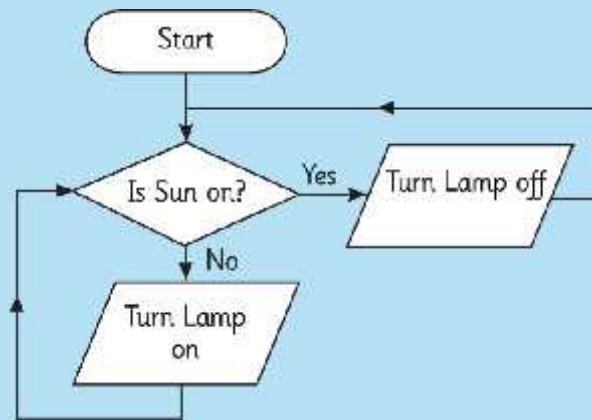 Start
Is Sun on?
Yes
Turn Lamp off
No
Turn Lamp
on